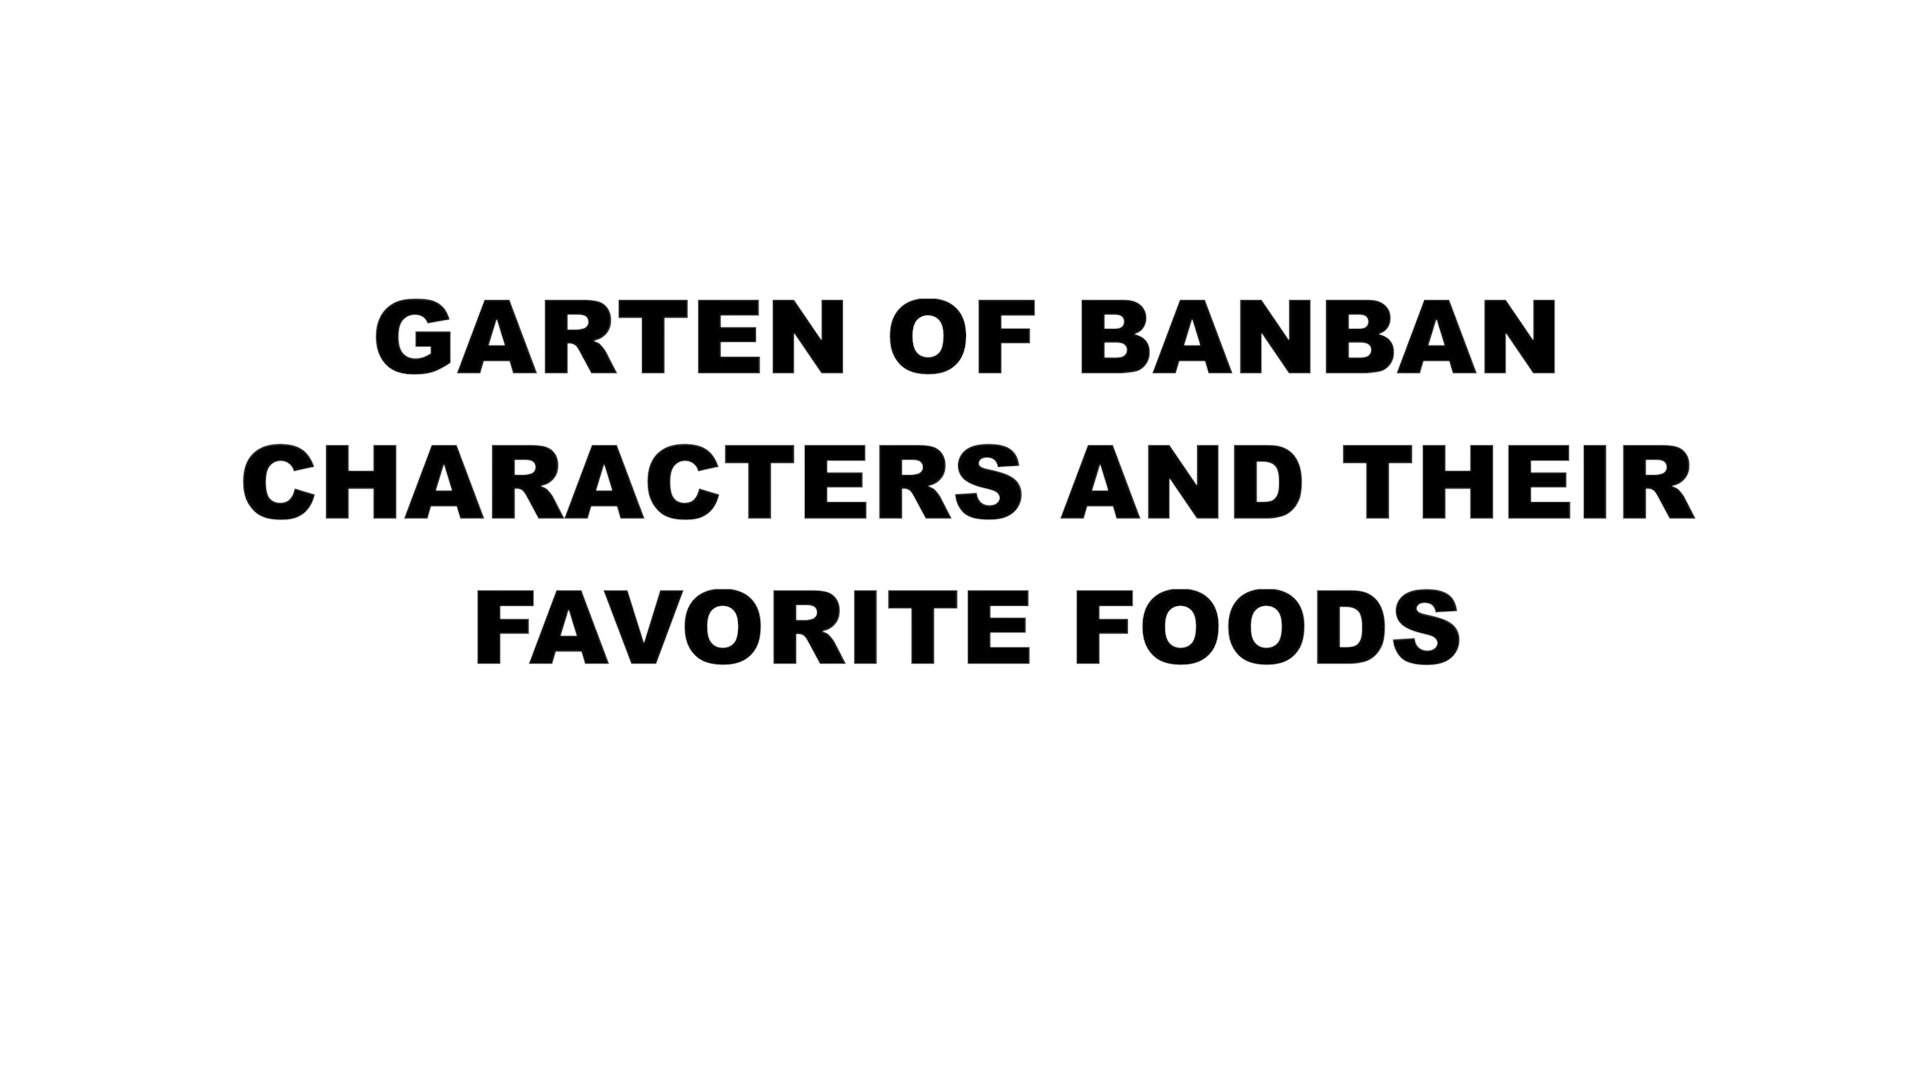 GARTEN OF BANBAN
CHARACTERS AND THEIR
FAVORITE FOODS